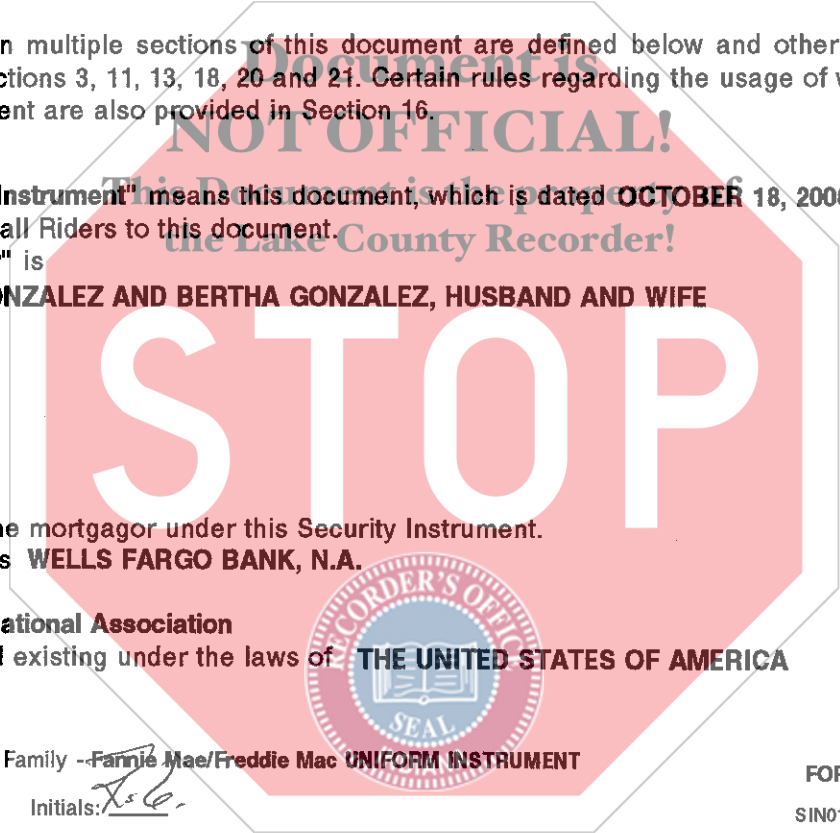 n multiple sections of this document are defined below and other
ctions 3, 11, 13, 18, 20 and 21. Certain rules regarding the usage of w
ent are also provided in Section 16.
Document is
NOT OFFICIAL!
This Document is the property of
the Lake County Recorder!
Instrument" means this document, which is dated OCTOBER 18, 2006
all Riders to this document.
" is
ONZALEZ AND BERTHA GONZALEZ, HUSBAND AND WIFE
STOP
he mortgagor under this Security Instrument.
s WELLS FARGO BANK, N.A.
ational Association
d existing under the laws of THE UNITED STATES OF AMERICA
RECORDER'S OFFICE
SEAL
INDIANA
Family --Fannie Mae/Freddie Mac UNIFORM INSTRUMENT
FOR
Initials:
SIN01